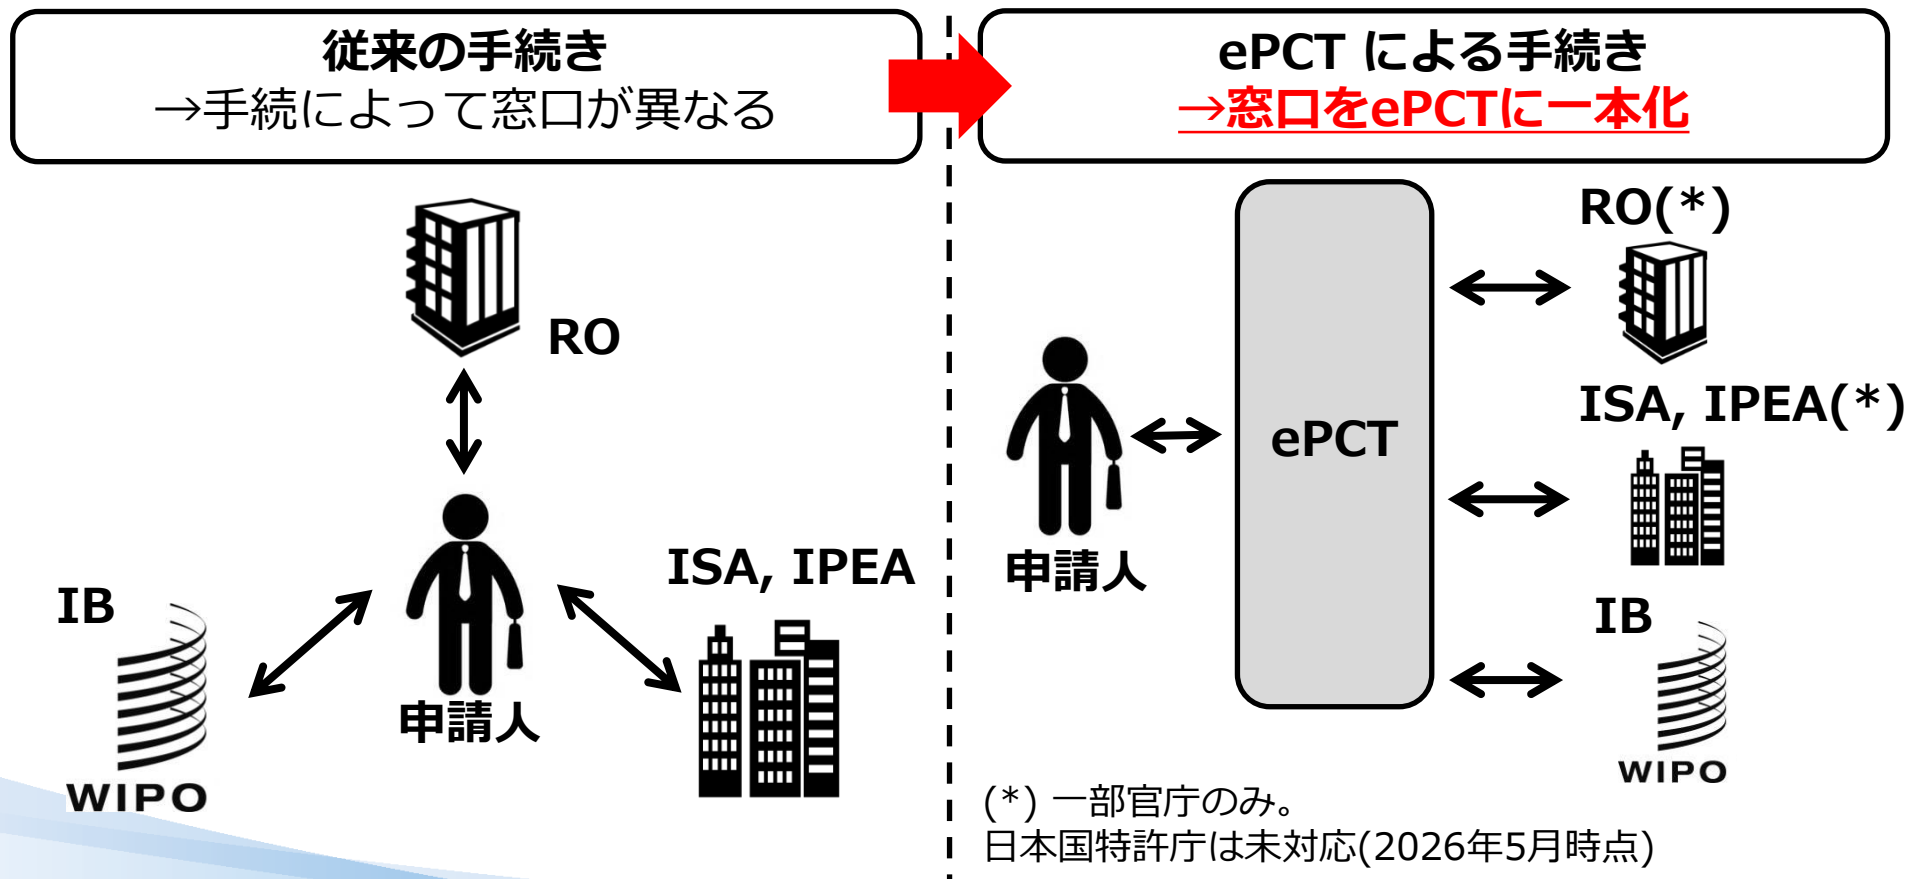 従来の手続き
→手続によって窓口が異なる
RO
ISA, IPEA
IB
申請人
WIPO
ePCT による手続き
→窓口をePCTに一本化
RO(*)
ISA, IPEA(*)
ePCT
申請人
IB
WIPO
(*) 一部官庁のみ。
日本国特許庁は未対応(2026年5月時点)